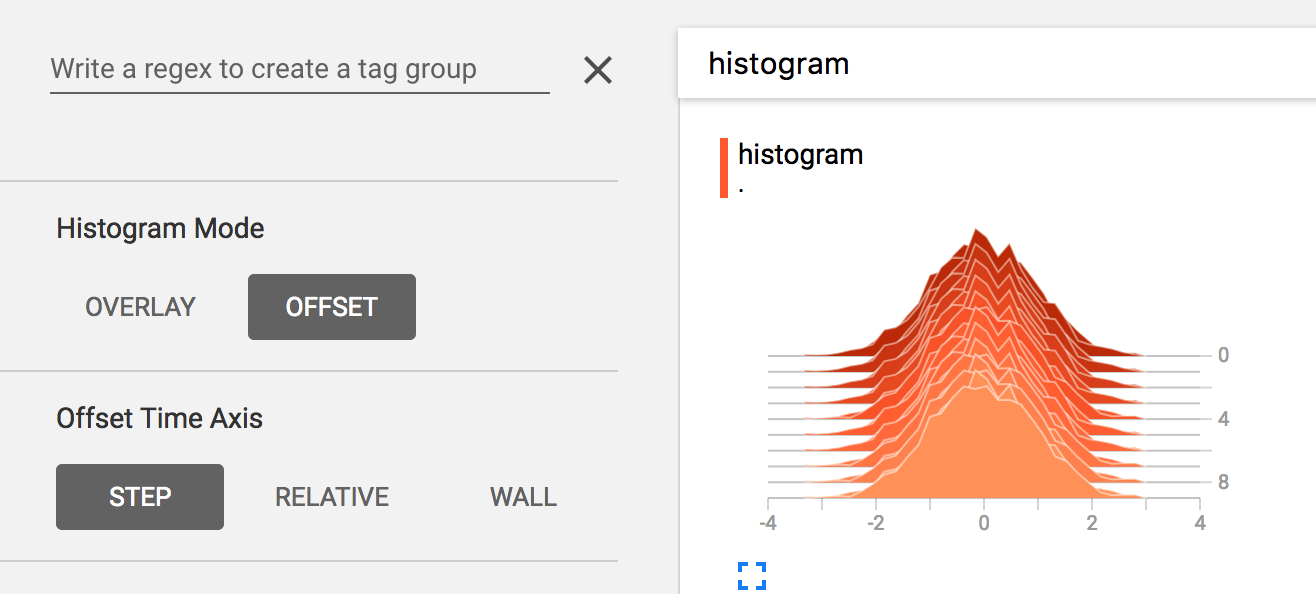 Write a regex to create a tag group
histogram
histogram
.
Histogram Mode
OVERLAY OFFSET
Offset Time Axis
STEP RELATIVE WALL
0
4
8
-4 -2 0 2 4